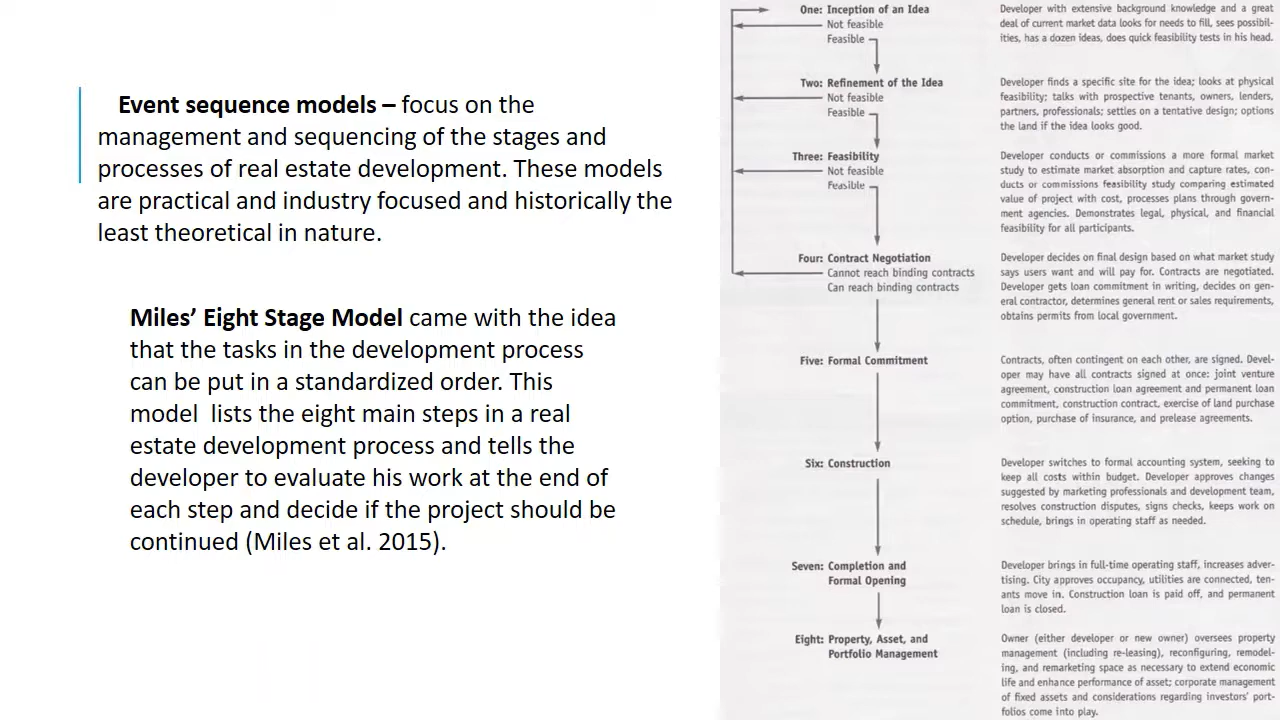 Event sequence models – focus on the
management and sequencing of the stages and
processes of real estate development. These models
are practical and industry focused and historically the
least theoretical in nature.
Miles’ Eight Stage Model came with the idea
that the tasks in the development process
can be put in a standardized order. This
model  lists the eight main steps in a real
estate development process and tells the
developer to evaluate his work at the end of
each step and decide if the project should be
continued (Miles et al. 2015).
One: Inception of an Idea
Not feasible
Feasible
Developer with extensive background knowledge and a great
deal of current market data looks for needs to fill, sees possibil-
ities, has a dozen ideas, does quick feasibility tests in his head.
Two: Refinement of the Idea
Not feasible
Feasible
Developer finds a specific site for the idea; looks at physical
feasibility; talks with prospective tenants, owners, lenders,
partners, professionals; settles on a tentative design; options
the land if the idea looks good.
Three: Feasibility
Not feasible
Feasible
Developer conducts or commissions a more formal market
study to estimate market absorption and capture rates, con-
ducts or commissions feasibility study comparing estimated
value of project with cost, processes plans through govern-
ment agencies. Demonstrates legal, physical, and financial
feasibility for all participants.
Four: Contract Negotiation
Cannot reach binding contracts
Can reach binding contracts
Developer decides on final design based on what market study
says users want and will pay for. Contracts are negotiated.
Developer gets loan commitment in writing, decides on gen-
eral contractor, determines general rent or sales requirements,
obtains permits from local government.
Five: Formal Commitment
Contracts, often contingent on each other, are signed. Devel-
oper may have all contracts signed at once: joint venture
agreement, construction loan agreement and permanent loan
commitment, construction contract, exercise of land purchase
option, purchase of insurance, and prelease agreements.
Six: Construction
Developer switches to formal accounting system, seeking to
keep all costs within budget. Developer approves changes
suggested by marketing professionals and development team,
resolves construction disputes, signs checks, keeps work on
schedule, brings in operating staff as needed.
Seven: Completion and
Formal Opening
Developer brings in full-time operating staff, increases adver-
tising. City approves occupancy, utilities are connected, ten-
ants move in. Construction loan is paid off, and permanent
loan is closed.
Eight: Property, Asset, and
Portfolio Management
Owner (either developer or new owner) oversees property
management (including re-leasing), reconfiguring, remodel-
ing, and remarketing space as necessary to extend economic
life and enhance performance of asset; corporate management
of fixed assets and considerations regarding investors' port-
folios come into play.